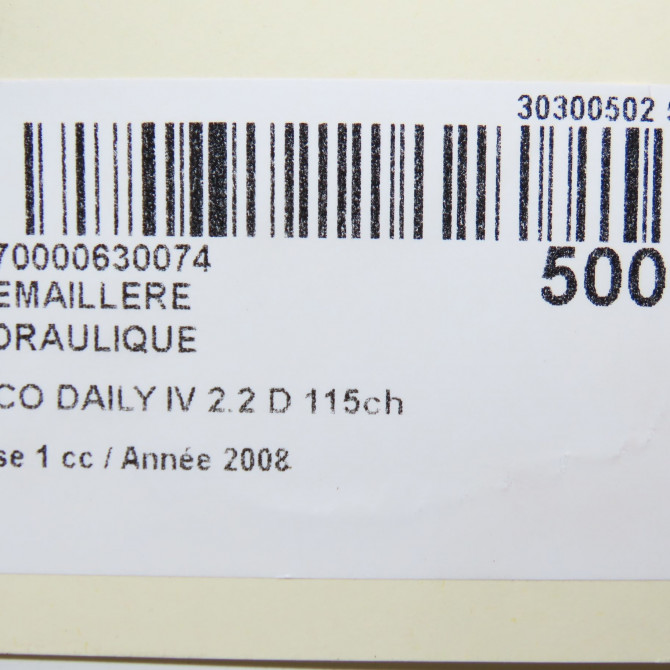 30300502 5
70000630074
500
EMAILLERE
DRAULIQUE
CO DAILY IV 2.2 D 115ch
se 1 cc / Année 2008